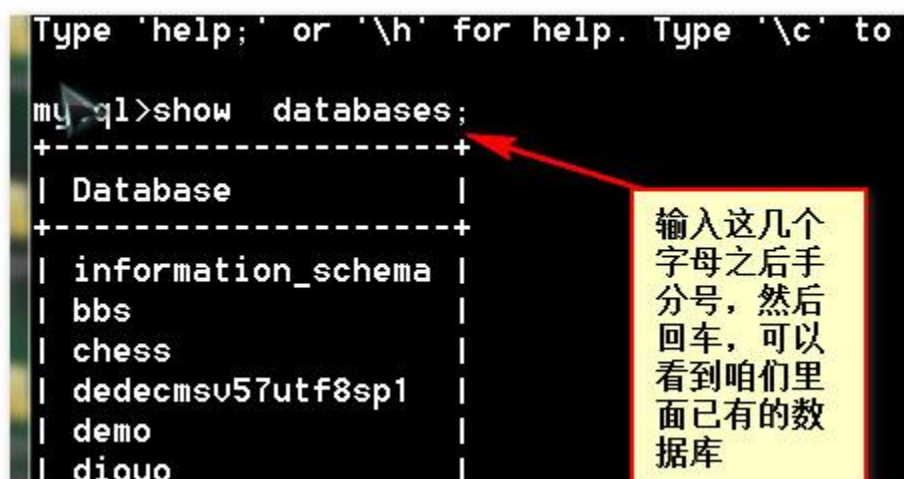 Type 'help;' or '\h' for help. Type '\c' to
mysql>show databases;
+---------------------+
| Database |
+---------------------+
| information_schema |
| bbs |
| chess |
| dedecmsv57utf8sp1 |
| demo |
输入这几个
字母之后手
分号，然后
回车，可以
看到咱们里
面已有的数
据库